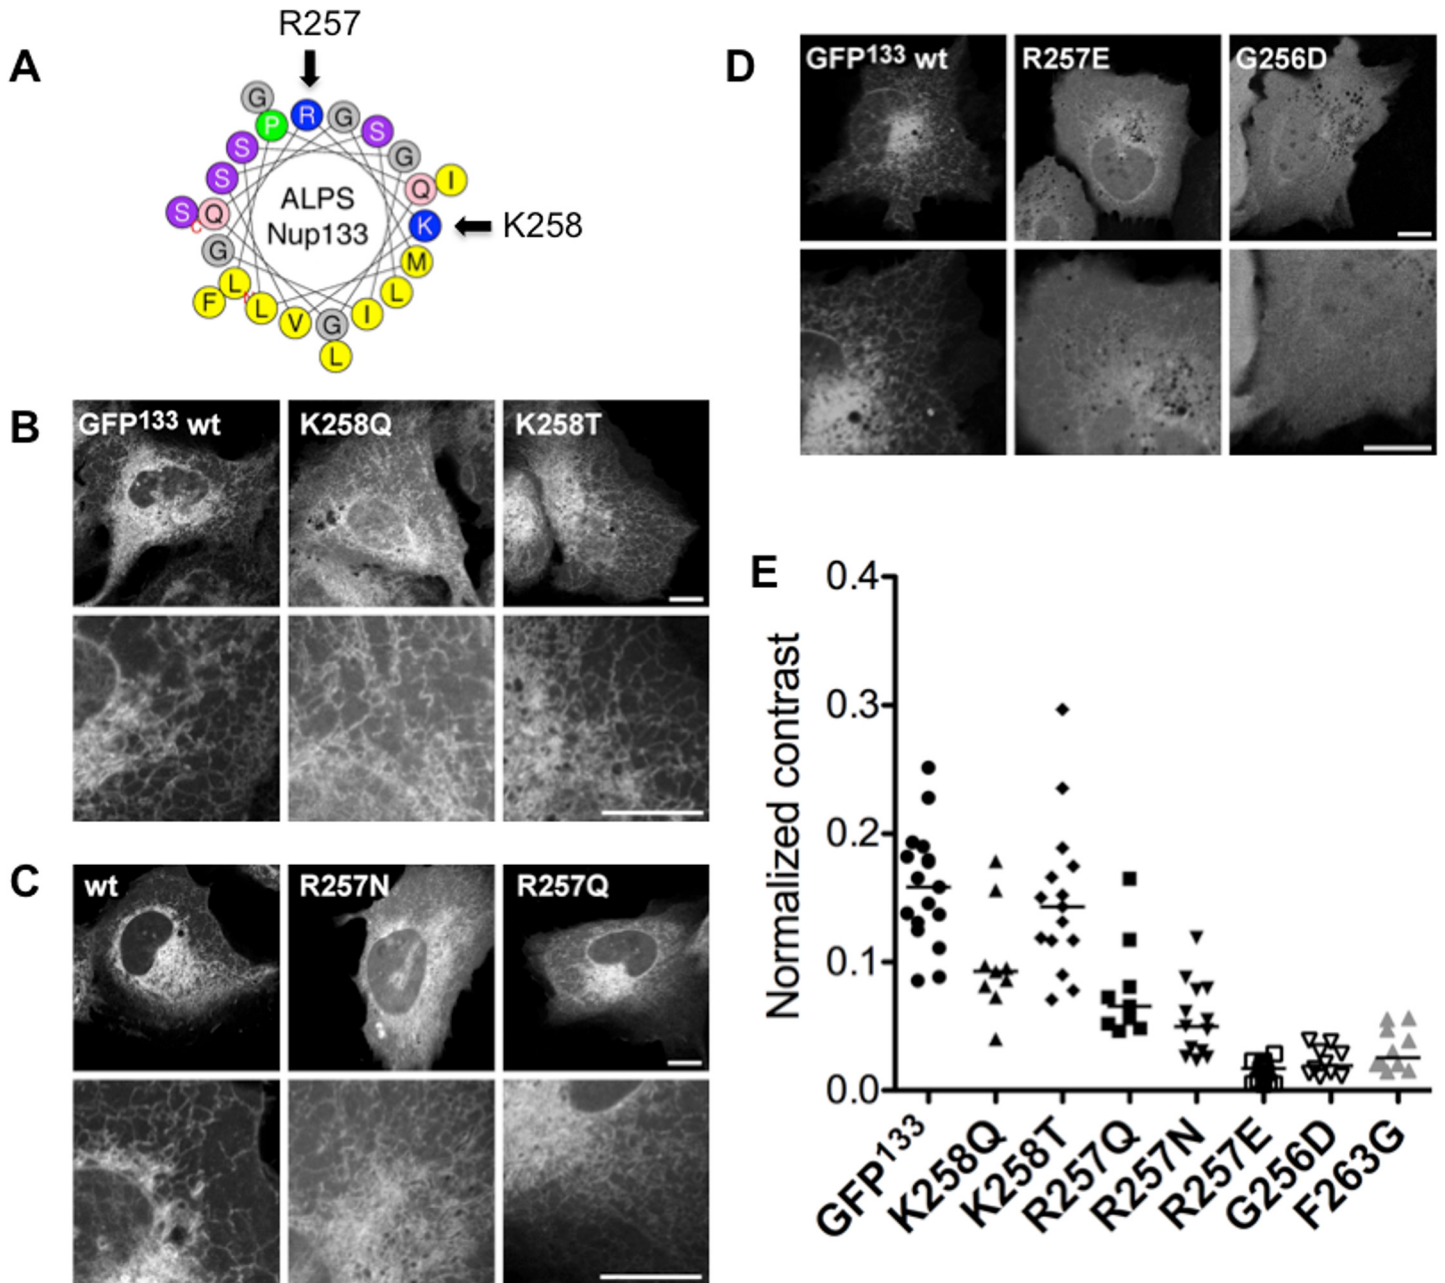 A
R257
G
P
R
G
S
S
G
S
Q
I
S
Q
C
K
K258
ALPS
Nup133
G
M
L
N
F
L
L
V
G
I
L
B
GFP133 wt
K258Q
K258T
C
wt
R257N
R257Q
D
GFP133 wt
R257E
G256D
E
Normalized contrast
0.4
0.3
0.2
0.1
0.0
GFP133
K258Q
K258T
R257Q
R257N
R257E
G256D
F263G